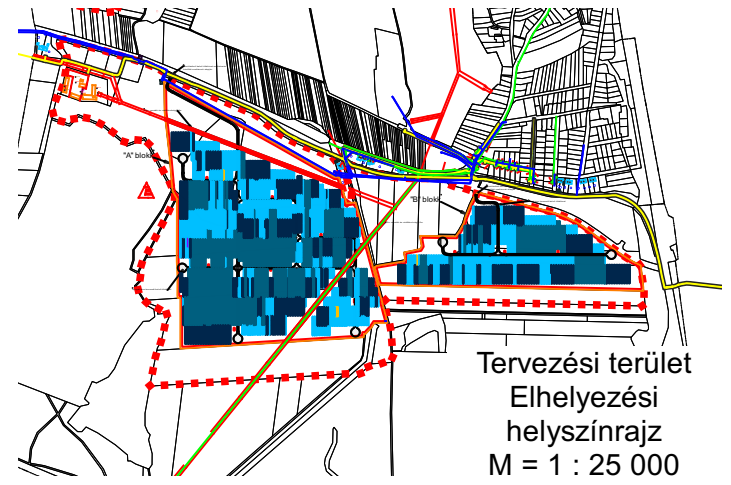 "A" blokk
"B" blokk
Tervezési terület
Elhelyezési
helyszínrajz
M = 1 : 25 000